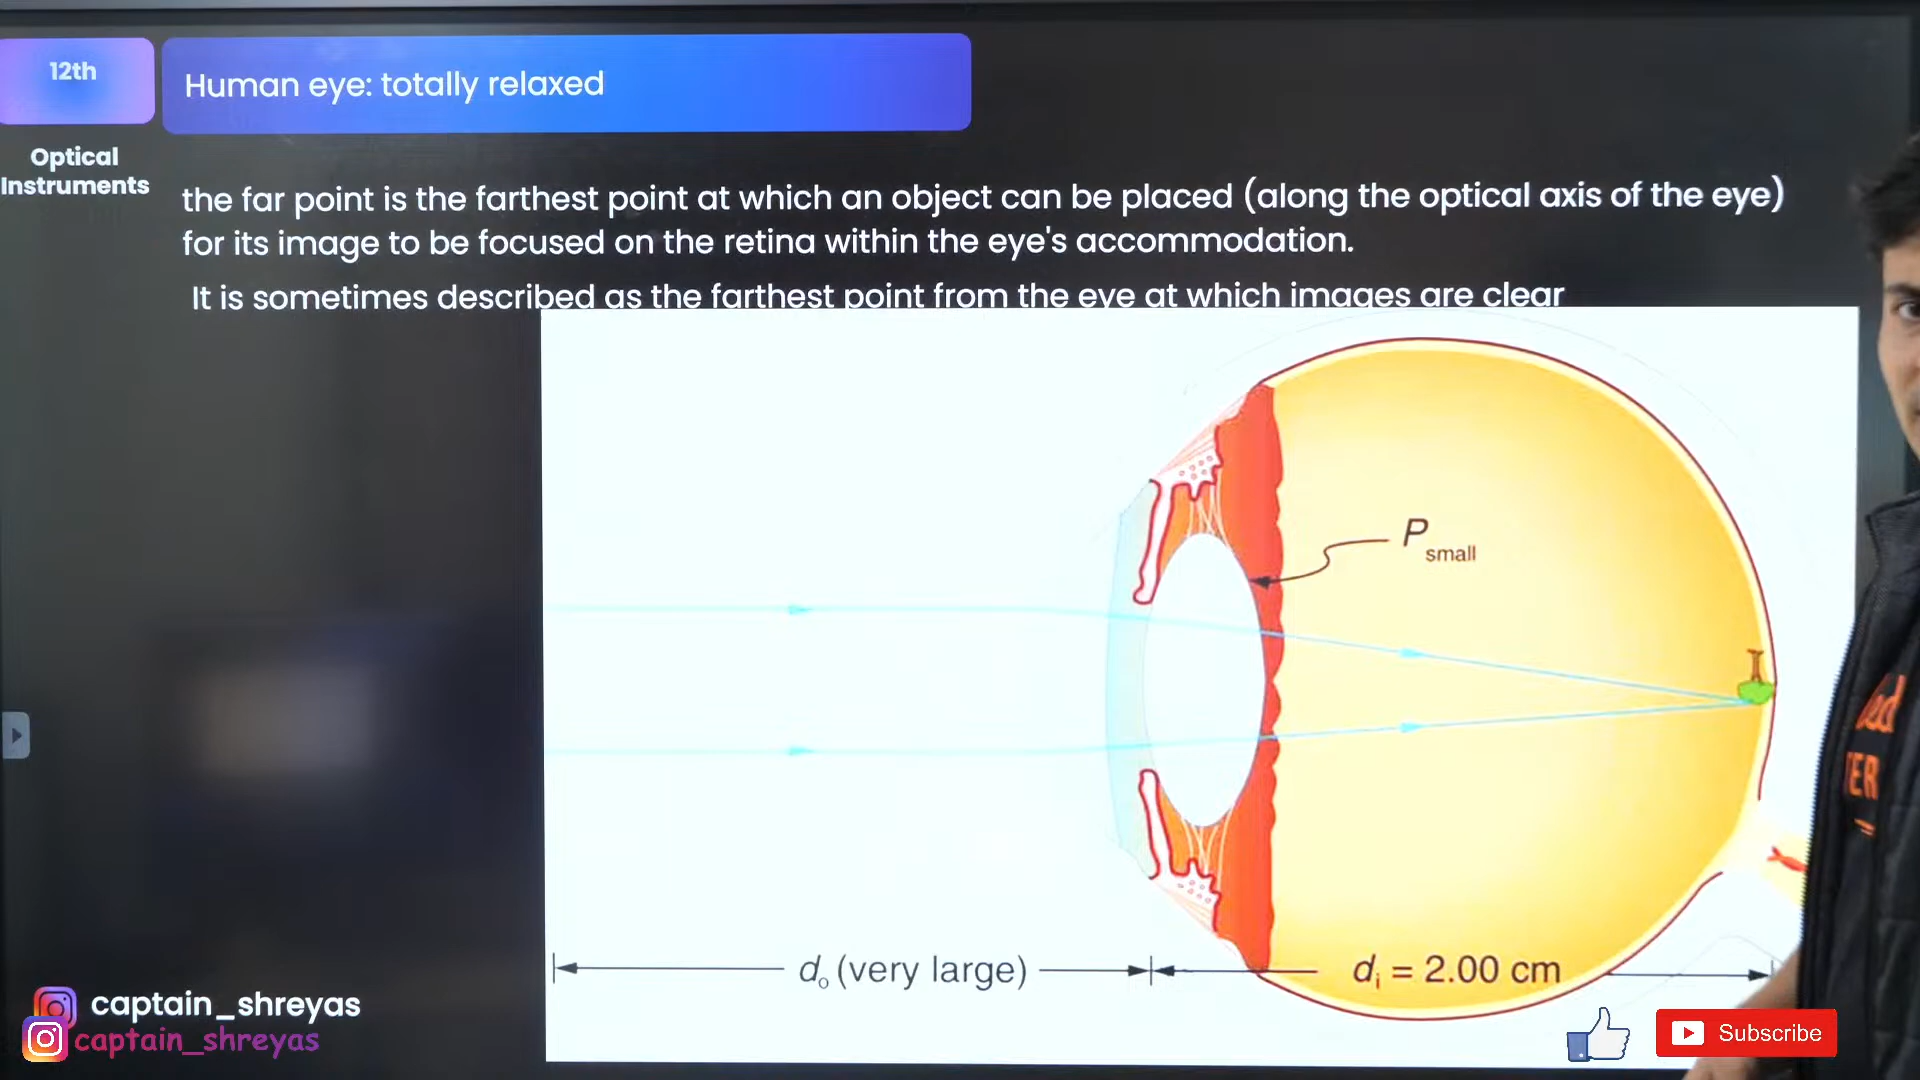 12th
Human eye: totally relaxed
Optical
Instruments
the far point is the farthest point at which an object can be placed (along the optical axis of the eye)
for its image to be focused on the retina within the eye's accommodation.
It is sometimes described as the farthest point from the eye at which images are clear
P small
dₒ (very large)
dᵢ = 2.00 cm
captain_shreyas
captain_shreyas
Subscribe